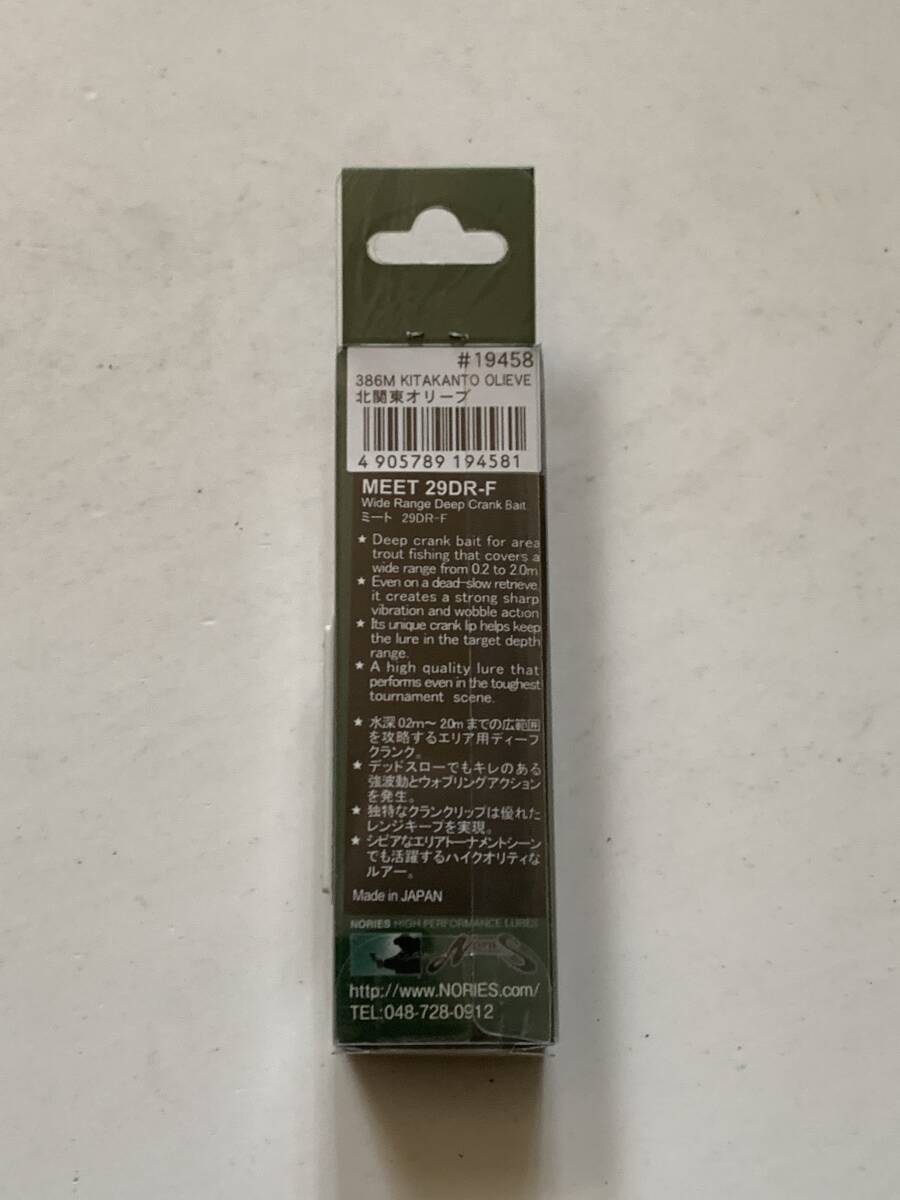 #19458
386M KITAKANTO OLIEVE
北関東オリーブ
4 905789 194581
MEET 29DR-F
Wide Range Deep Crank Bait
ミート 29DR-F
★ Deep crank bait for area
trout fishing that covers a
wide range from 0.2 to 2.0m
★ Even on a dead-slow retrieve
it creates a strong sharp
vibration and wobble action
★ Its unique crank lip helps keep
the lure in the target depth
range.
★ A high quality lure that
performs even in the toughest
tournament scene.
★ 水深0.2m～2.0mまでの広範囲
を攻略するエリア用ディープ
クランク。
★ デッドスローでもキレのある
強波動とウォブリングアクション
を発生。
★ 独特なクランクリップは優れた
レンジキープを実現。
★ シビアなエリアトーナメントシーン
でも活躍するハイクオリティな
ルアー。
Made in JAPAN
NORIES HIGH PERFORMANCE LURES
Nories
http://www.NORIES.com/
TEL:048-728-0912